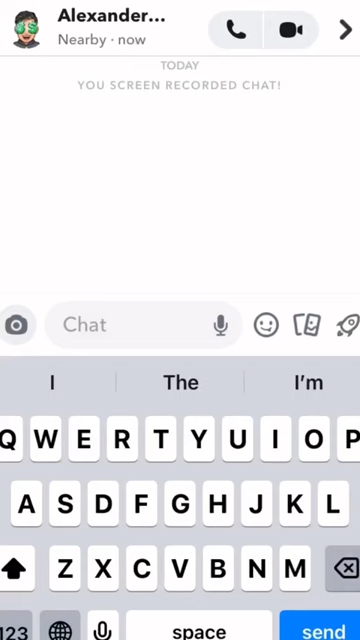 Alexander...
Nearby · now
TODAY
YOU SCREEN RECORDED CHAT!
Chat
I The I'm
Q W E R T Y U I O P
A S D F G H J K L
Z X C V B N M
123 space send